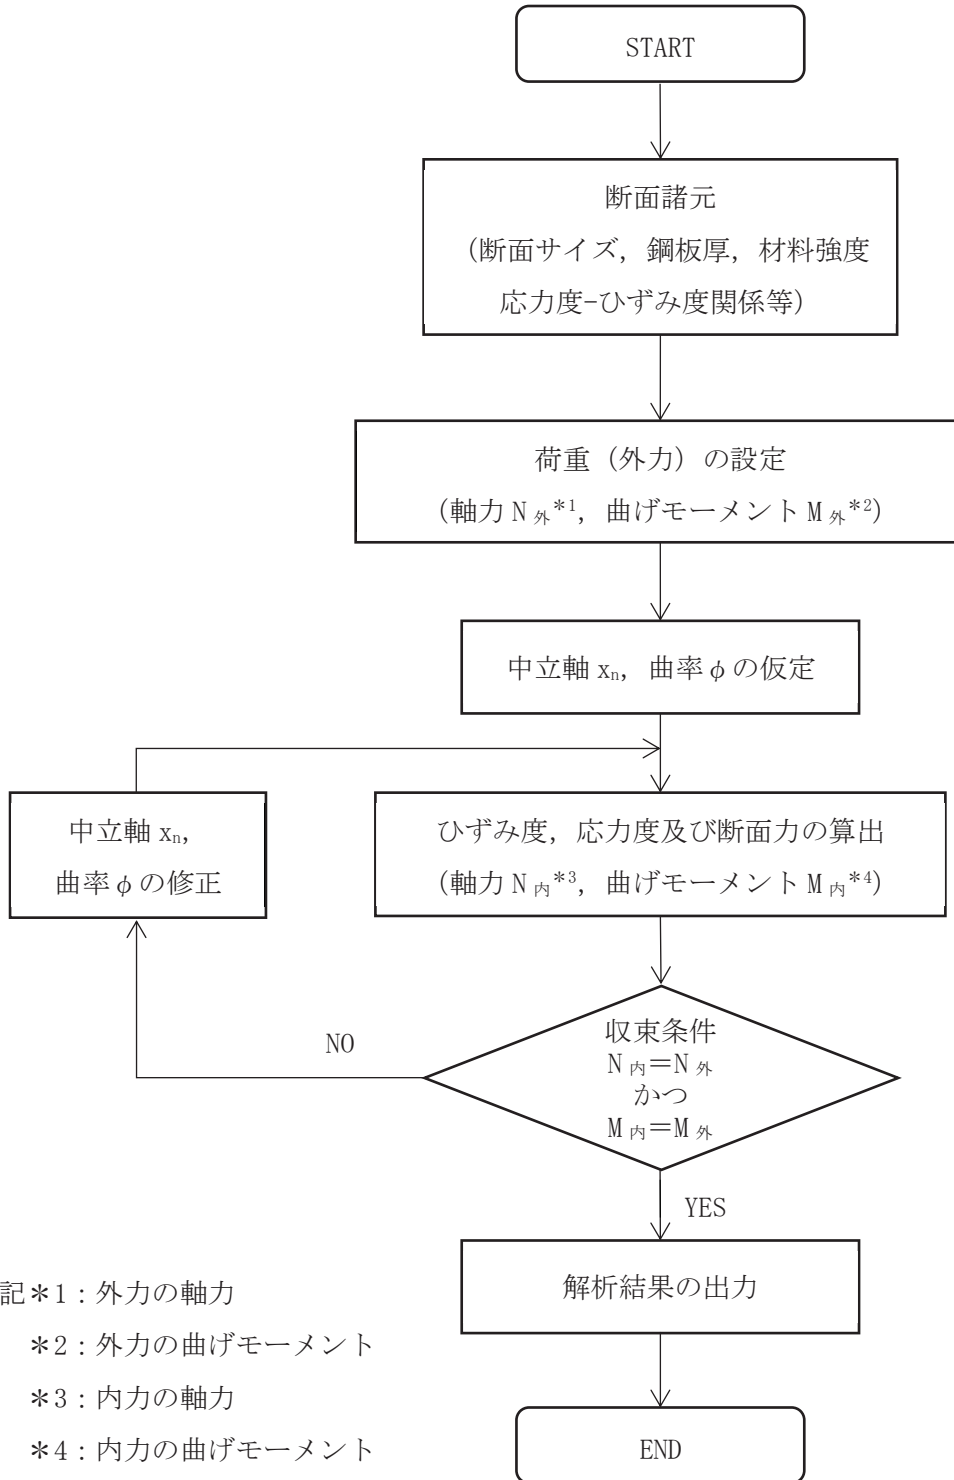 START
断面諸元
(断面サイズ, 鋼板厚, 材料強度
応力度-ひずみ度関係等)
荷重（外力）の設定
(軸力 N外*1, 曲げモーメント M外*2)
中立軸 xn, 曲率φの仮定
中立軸 xn,
曲率φの修正
ひずみ度, 応力度及び断面力の算出
(軸力 N内*3, 曲げモーメント M内*4)
収束条件
N内＝N外
かつ
M内＝M外
NO
YES
解析結果の出力
END
記＊1：外力の軸力
＊2：外力の曲げモーメント
＊3：内力の軸力
＊4：内力の曲げモーメント